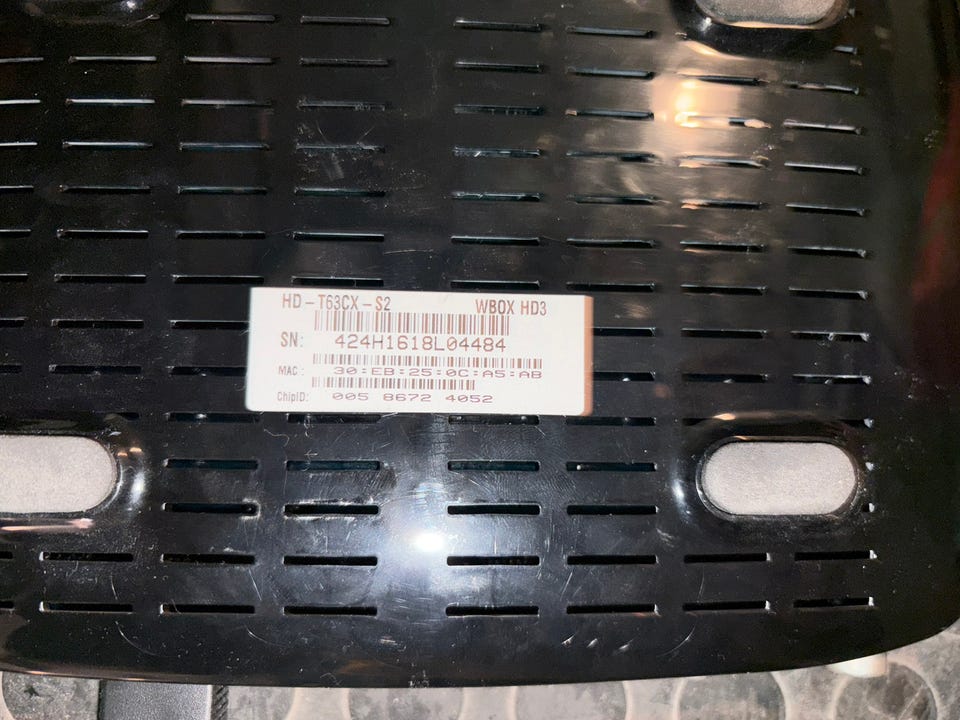 HD-T63CX-S2 WBOX HD3
SN: 424H1618L04484
MAC: 30:EB:25:0C:A5:AB
ChipID: 005 8672 4052